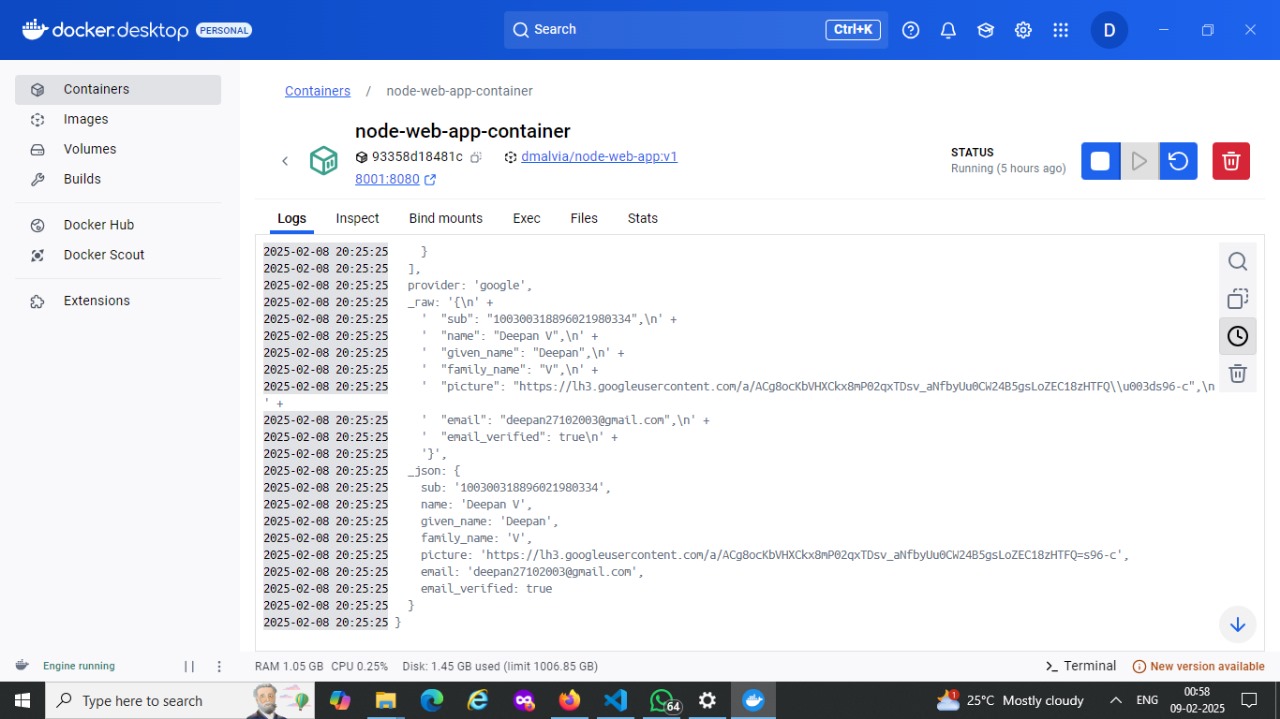 docker.desktop PERSONAL
Search
Ctrl+K
D
Containers
Images
Volumes
Builds
Docker Hub
Docker Scout
Extensions
Containers / node-web-app-container
node-web-app-container
93358d18481c
dmalvia/node-web-app:v1
8001:8080
STATUS
Running (5 hours ago)
Logs
Inspect
Bind mounts
Exec
Files
Stats
2025-02-08 20:25:25 }
2025-02-08 20:25:25 ],
2025-02-08 20:25:25 provider: 'google',
2025-02-08 20:25:25 _raw: '{\n' +
2025-02-08 20:25:25 ' "sub": "100300318896021980334",\n' +
2025-02-08 20:25:25 ' "name": "Deepan V",\n' +
2025-02-08 20:25:25 ' "given_name": "Deepan",\n' +
2025-02-08 20:25:25 ' "family_name": "V",\n' +
2025-02-08 20:25:25 ' "picture": "https://lh3.googleusercontent.com/a/ACg8ocKbVHXCkx8mP02qxTDsv_aNfbyUu0CW24B5gsLoZEC18zHTFQ\\u003ds96-c",\n
' +
2025-02-08 20:25:25 ' "email": "deepan27102003@gmail.com",\n' +
2025-02-08 20:25:25 ' "email_verified": true\n' +
2025-02-08 20:25:25 '}',
2025-02-08 20:25:25 _json: {
2025-02-08 20:25:25 sub: '100300318896021980334',
2025-02-08 20:25:25 name: 'Deepan V',
2025-02-08 20:25:25 given_name: 'Deepan',
2025-02-08 20:25:25 family_name: 'V',
2025-02-08 20:25:25 picture: 'https://lh3.googleusercontent.com/a/ACg8ocKbVHXCkx8mP02qxTDsv_aNfbyUu0CW24B5gsLoZEC18zHTFQ=s96-c',
2025-02-08 20:25:25 email: 'deepan27102003@gmail.com',
2025-02-08 20:25:25 email_verified: true
2025-02-08 20:25:25 }
2025-02-08 20:25:25 }
Engine running
RAM 1.05 GB CPU 0.25% Disk: 1.45 GB used (limit 1006.85 GB)
Terminal
New version available
Type here to search
64
1
25°C Mostly cloudy
ENG
00:58
09-02-2025